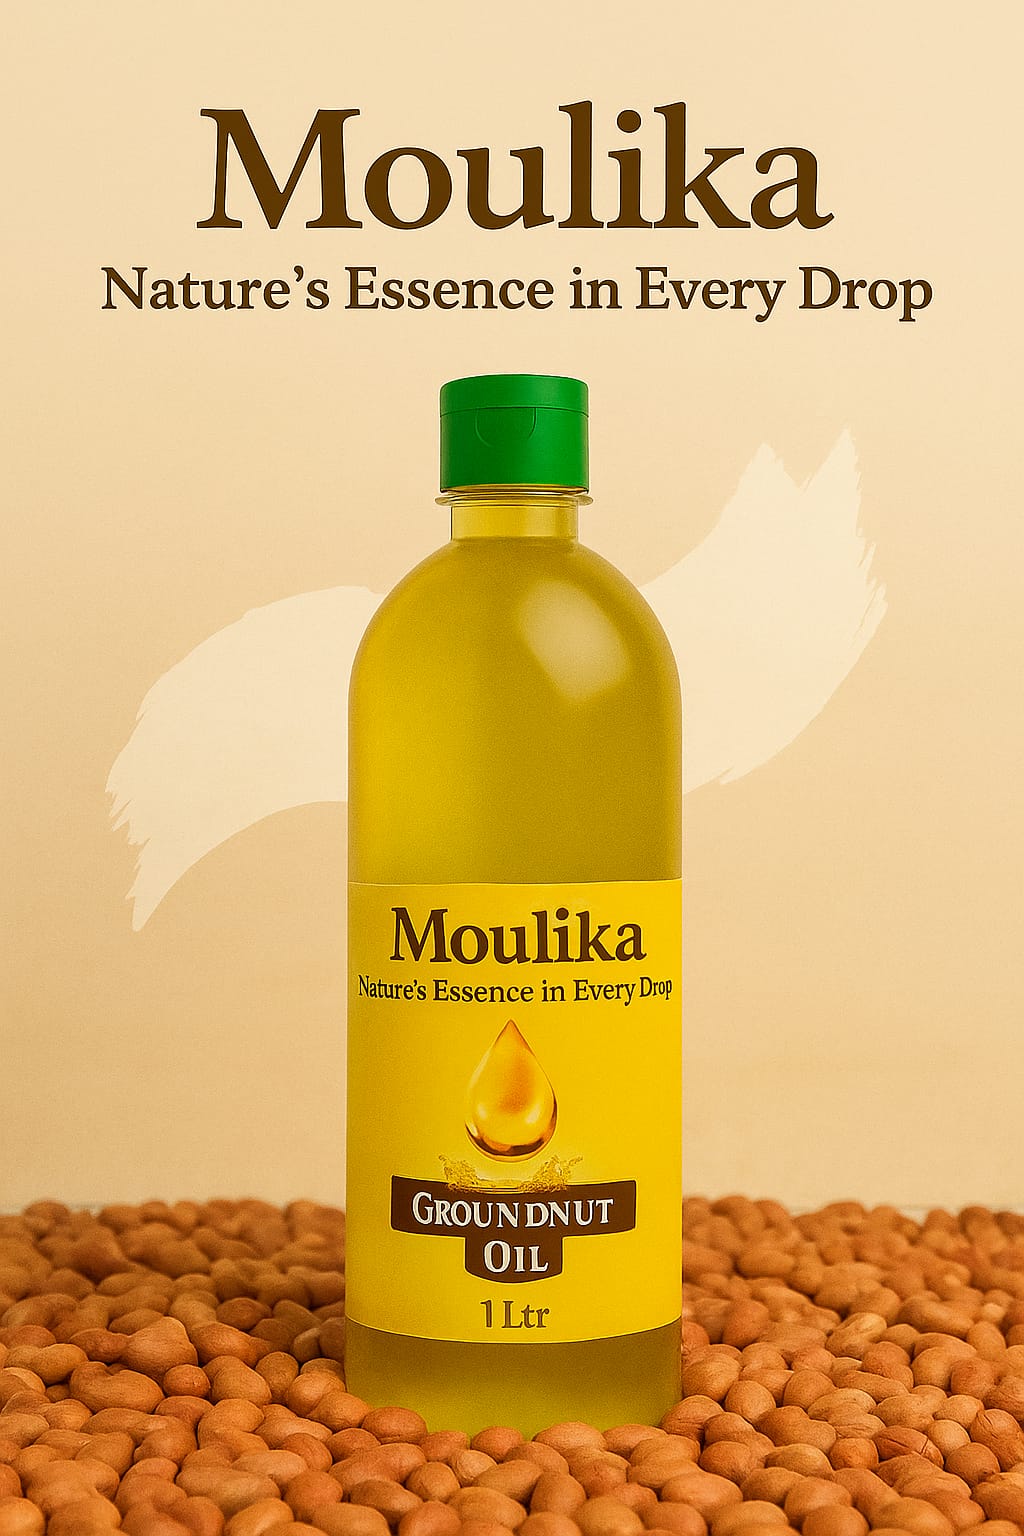 Moulika
Nature's Essence in Every Drop
Moulika
Nature's Essence in Every Drop
GROUNDNUT
OIL
1 Ltr